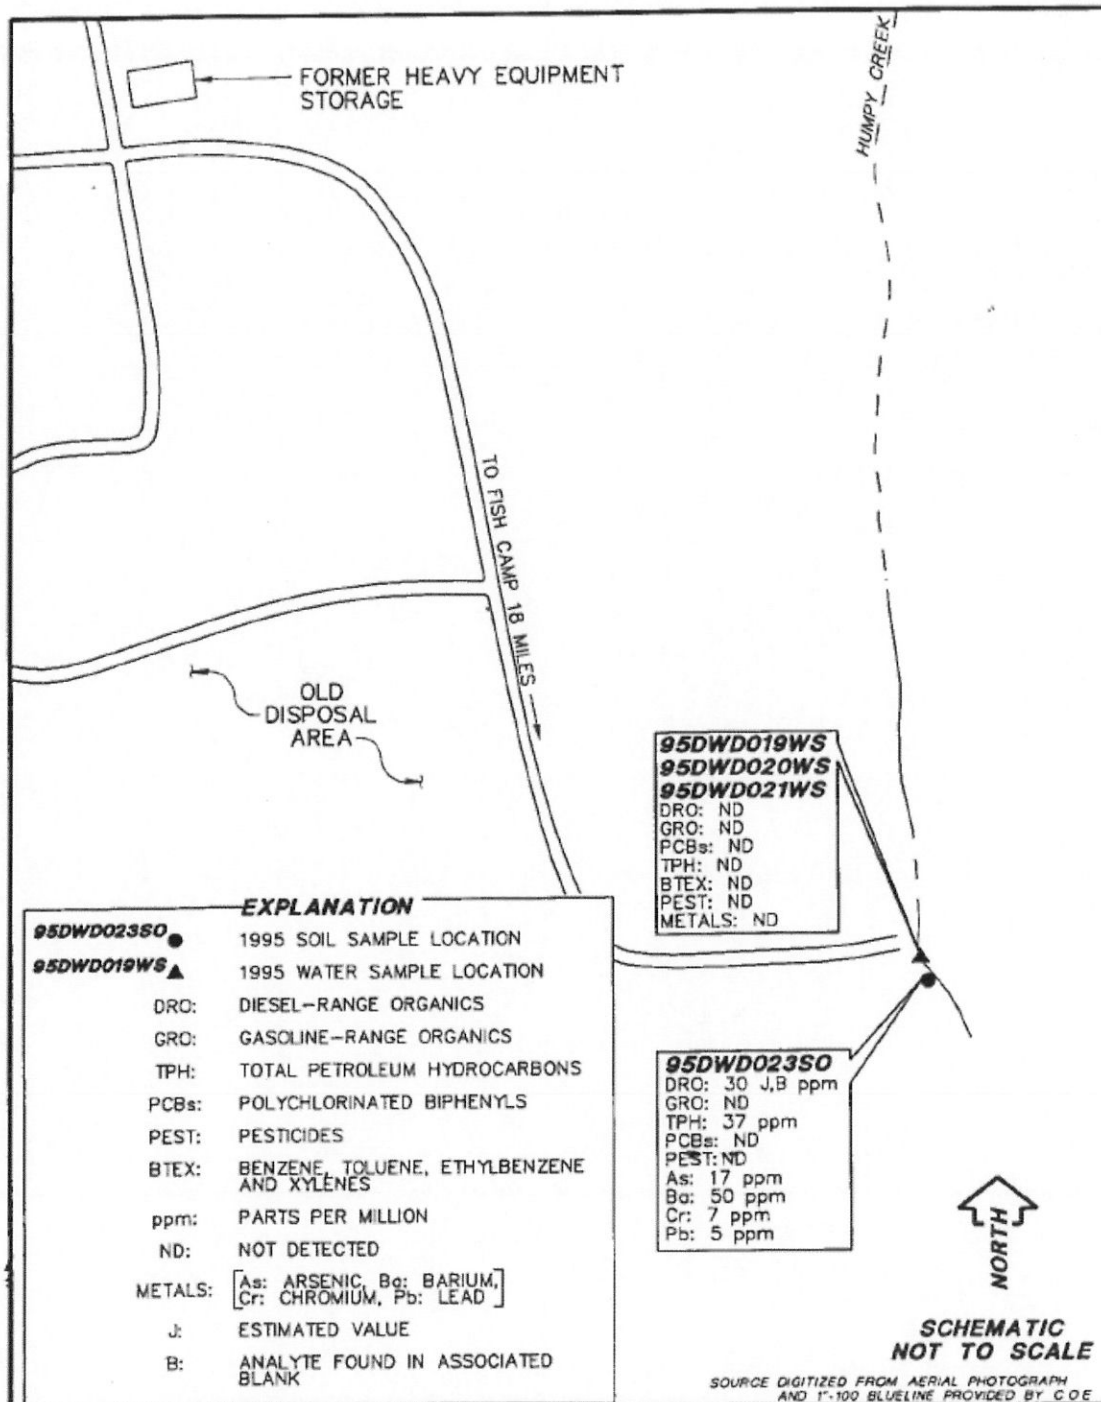 FORMER HEAVY EQUIPMENT
STORAGE
HUMPY CREEK
TO FISH CAMP 18 MILES
OLD
DISPOSAL
AREA
95DWD019WS
95DWD020WS
95DWD021WS
DRO: ND
GRO: ND
PCBs: ND
TPH: ND
BTEX: ND
PEST: ND
METALS: ND
95DWD023SO
DRO: 30 J,B ppm
GRO: ND
TPH: 37 ppm
PCBs: ND
PEST: ND
As: 17 ppm
Ba: 50 ppm
Cr: 7 ppm
Pb: 5 ppm
EXPLANATION
95DWD023SO 1995 SOIL SAMPLE LOCATION
95DWD019WS 1995 WATER SAMPLE LOCATION
DRO: DIESEL-RANGE ORGANICS
GRO: GASOLINE-RANGE ORGANICS
TPH: TOTAL PETROLEUM HYDROCARBONS
PCBs: POLYCHLORINATED BIPHENYLS
PEST: PESTICIDES
BTEX: BENZENE, TOLUENE, ETHYLBENZENE
AND XYLENES
ppm: PARTS PER MILLION
ND: NOT DETECTED
METALS: [As: ARSENIC, Ba: BARIUM,
Cr: CHROMIUM, Pb: LEAD]
J: ESTIMATED VALUE
B: ANALYTE FOUND IN ASSOCIATED
BLANK
NORTH
SCHEMATIC
NOT TO SCALE
SOURCE DIGITIZED FROM AERIAL PHOTOGRAPH
AND 1"-100 BLUELINE PROVIDED BY C O E